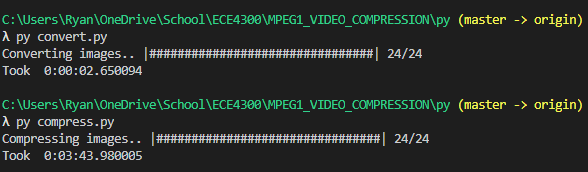 C:\Users\Ryan\OneDrive\School\ECE4300\MPEG1_VIDEO_COMPRESSION\py (master -> origin)
λ py convert.py
Converting images.. |################################| 24/24
Took  0:00:02.650094
C:\Users\Ryan\OneDrive\School\ECE4300\MPEG1_VIDEO_COMPRESSION\py (master -> origin)
λ py compress.py
Compressing images.. |################################| 24/24
Took  0:03:43.980005